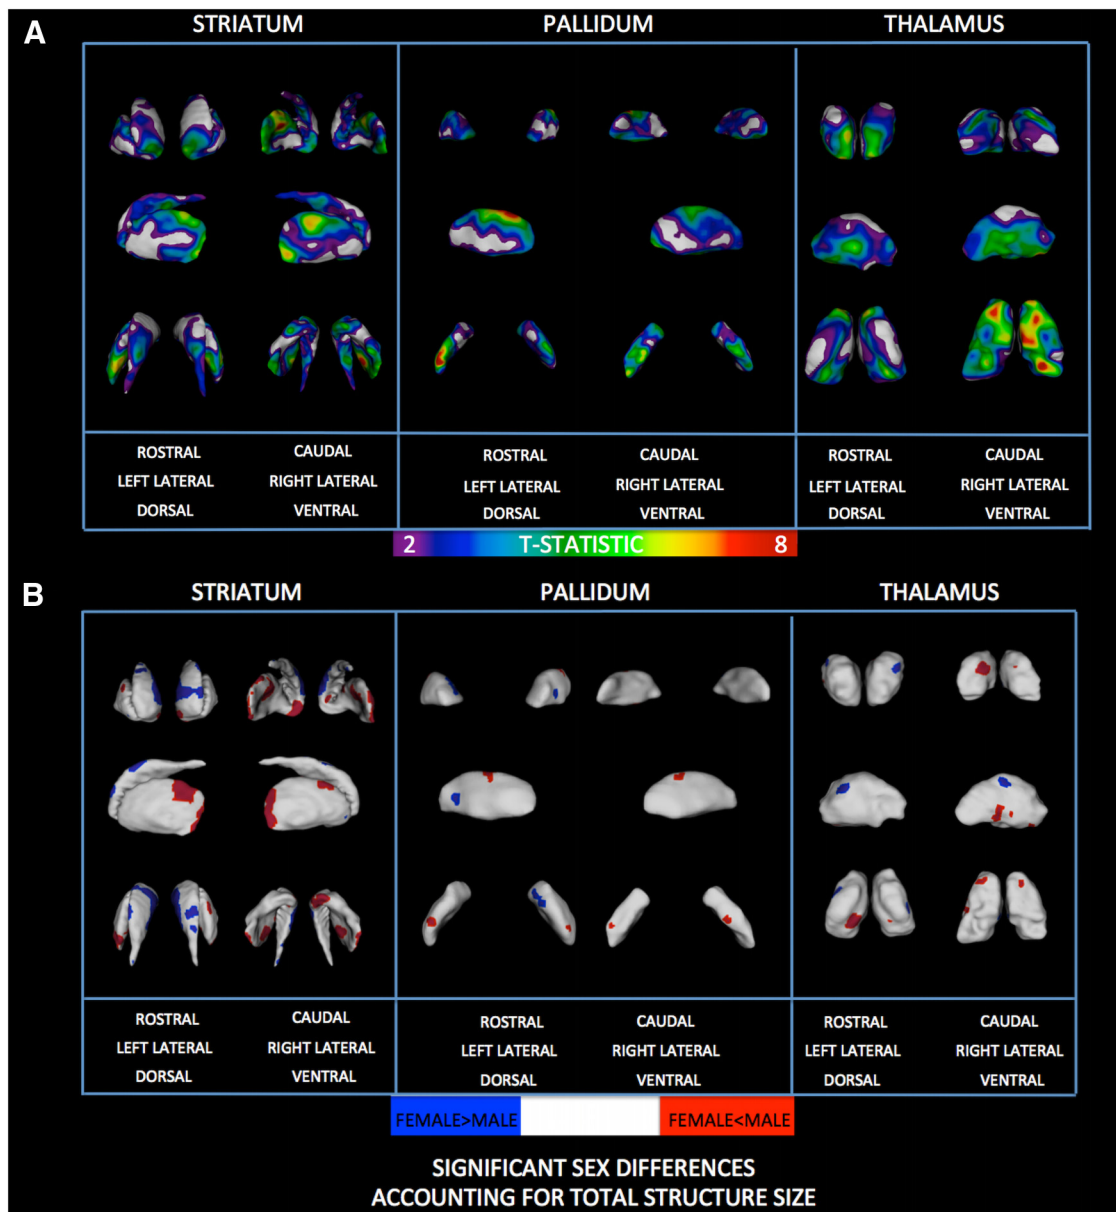 A
STRIATUM PALLIDUM THALAMUS
ROSTRAL CAUDAL ROSTRAL CAUDAL ROSTRAL CAUDAL
LEFT LATERAL RIGHT LATERAL LEFT LATERAL RIGHT LATERAL LEFT LATERAL RIGHT LATERAL
DORSAL VENTRAL DORSAL VENTRAL DORSAL VENTRAL
2 T-STATISTIC 8
B
STRIATUM PALLIDUM THALAMUS
ROSTRAL CAUDAL ROSTRAL CAUDAL ROSTRAL CAUDAL
LEFT LATERAL RIGHT LATERAL LEFT LATERAL RIGHT LATERAL LEFT LATERAL RIGHT LATERAL
DORSAL VENTRAL DORSAL VENTRAL DORSAL VENTRAL
FEMALE>MALE FEMALE<MALE
SIGNIFICANT SEX DIFFERENCES
ACCOUNTING FOR TOTAL STRUCTURE SIZE